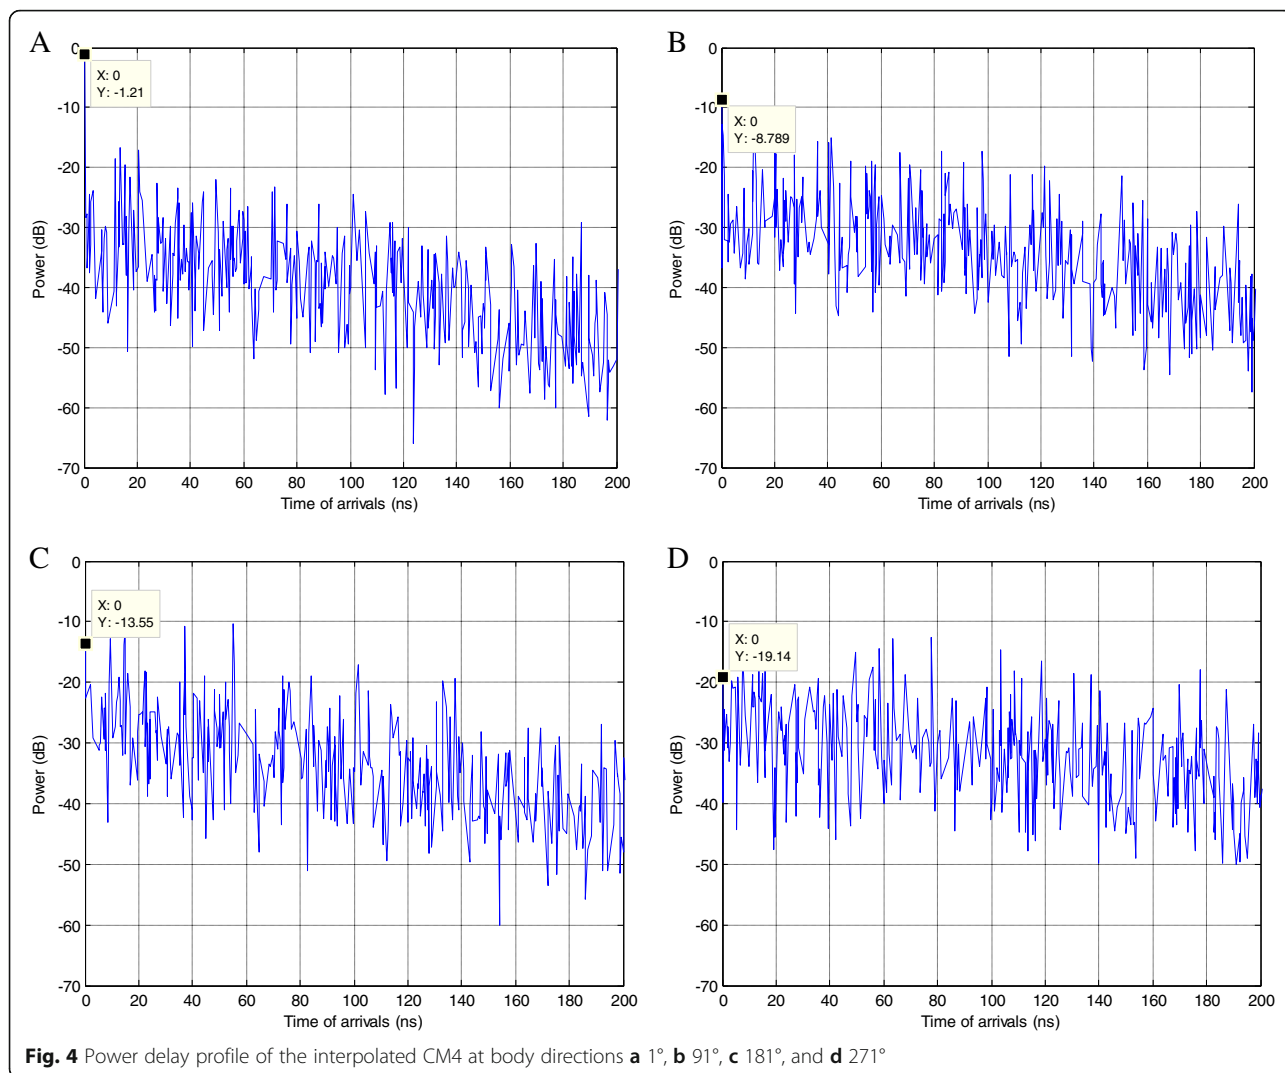 A
0
-10
-20
-30
-40
-50
-60
-70
X: 0
Y: -1.21
Power (dB)
0 20 40 60 80 100 120 140 160 180 200
Time of arrivals (ns)
B
0
-10
-20
-30
-40
-50
-60
-70
X: 0
Y: -8.789
Power (dB)
0 20 40 60 80 100 120 140 160 180 200
Time of arrivals (ns)
C
0
-10
-20
-30
-40
-50
-60
-70
X: 0
Y: -13.55
Power (dB)
0 20 40 60 80 100 120 140 160 180 200
Time of arrivals (ns)
D
0
-10
-20
-30
-40
-50
-60
-70
X: 0
Y: -19.14
Power (dB)
0 20 40 60 80 100 120 140 160 180 200
Time of arrivals (ns)
Fig. 4 Power delay profile of the interpolated CM4 at body directions a 1°, b 91°, c 181°, and d 271°